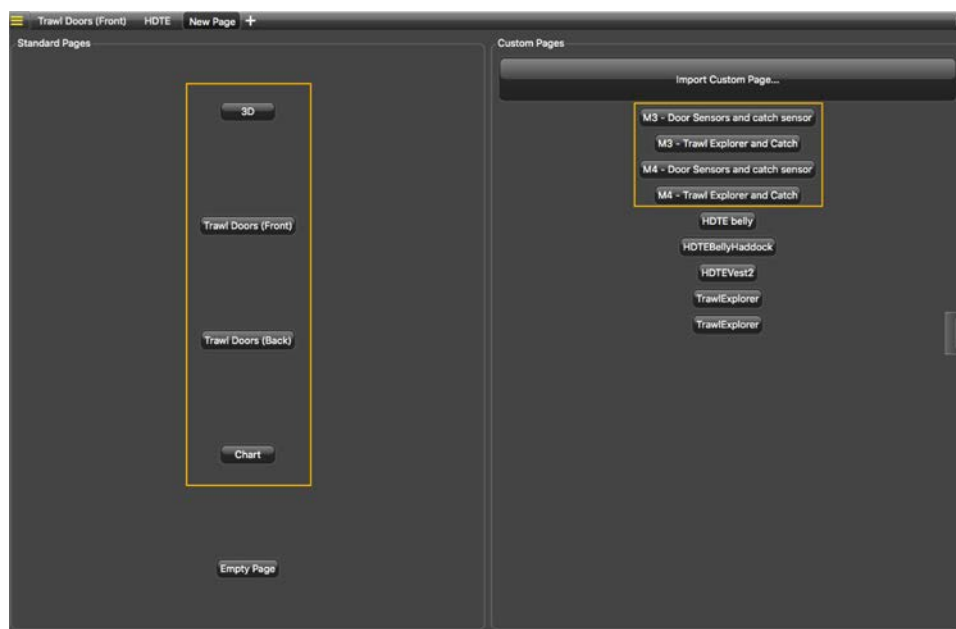 Trawl Doors (Front) HDTE New Page +
Standard Pages
3D
Trawl Doors (Front)
Trawl Doors (Back)
Chart
Empty Page
Custom Pages
Import Custom Page...
M3 - Door Sensors and catch sensor
M3 - Trawl Explorer and Catch
M4 - Door Sensors and catch sensor
M4 - Trawl Explorer and Catch
HDTE belly
HDTEBellyHaddock
HDTEVest2
TrawlExplorer
TrawlExplorer